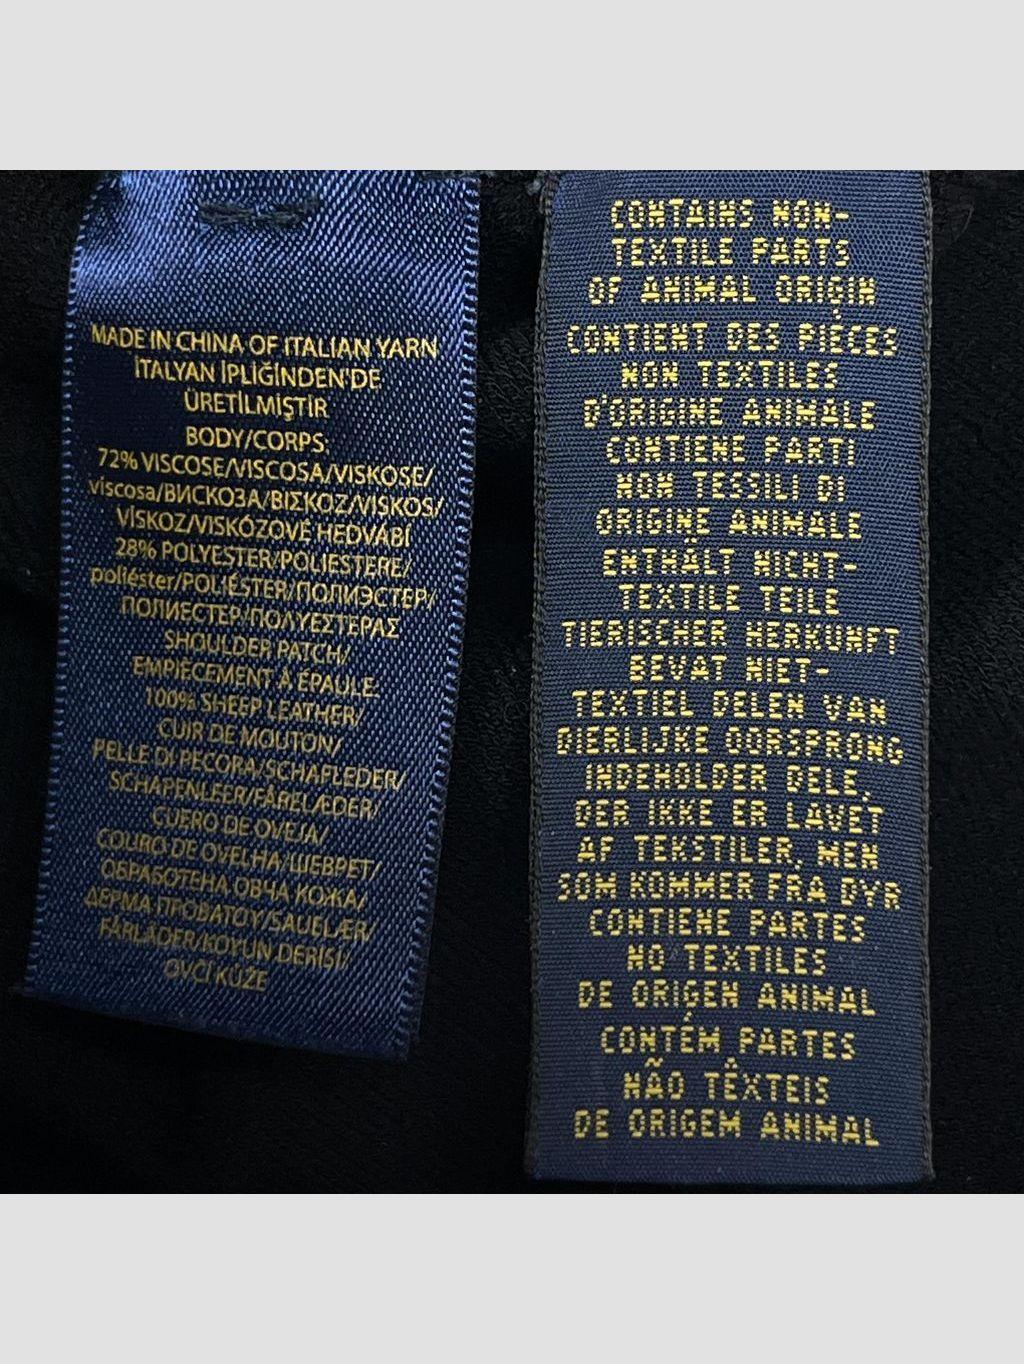 MADE IN CHINA OF ITALIAN YARN
İTALYAN İPLİĞİNDEN'DE
ÜRETİLMİŞTİR
BODY/CORPS:
72% VISCOSE/VISCOSA/VISKOSE/
viscosa/ВИСКОЗА/ΒΙΣΚΟΖ/VISKOS/
VİSKOZ/VISKÓZOVÉ HEDVÁBÍ
28% POLYESTER/POLIESTERE/
poliéster/POLIÉSTER/ПОЛИЭСТЕР/
ПОЛИЕСТЕР/ΠΟΛΥΕΣΤΕΡΑΣ
SHOULDER PATCH/
EMPIÈCEMENT À ÉPAULE:
100% SHEEP LEATHER/
CUIR DE MOUTON/
PELLE DI PECORA/SCHAFLEDER/
SCHAPENLEER/FÅRELÆDER/
CUERO DE OVEJA/
COURO DE OVELHA/ШЕВРЕТ/
ОБРАБОТЕНА ОВЧА КОЖА/
ΔΕΡΜΑ ΠΡΟΒΑΤΟΥ/SAUELÆR/
FÅRLÄDER/KOYUN DERİSİ/
OVČÍ KŮŽE
CONTAINS NON-
TEXTILE PARTS
OF ANIMAL ORIGIN
CONTIENT DES PIÈCES
NON TEXTILES
D'ORIGINE ANIMALE
CONTIENE PARTI
NON TESSILI DI
ORIGINE ANIMALE
ENTHÄLT NICHT-
TEXTILE TEILE
TIERISCHER HERKUNFT
BEVAT NIET-
TEXTIEL DELEN VAN
DIERLIJKE OORSPRONG
INDEHOLDER DELE,
DER IKKE ER LAVET
AF TEKSTILER, MEN
SOM KOMMER FRA DYR
CONTIENE PARTES
NO TEXTILES
DE ORIGEN ANIMAL
CONTÉM PARTES
NÃO TÊXTEIS
DE ORIGEM ANIMAL